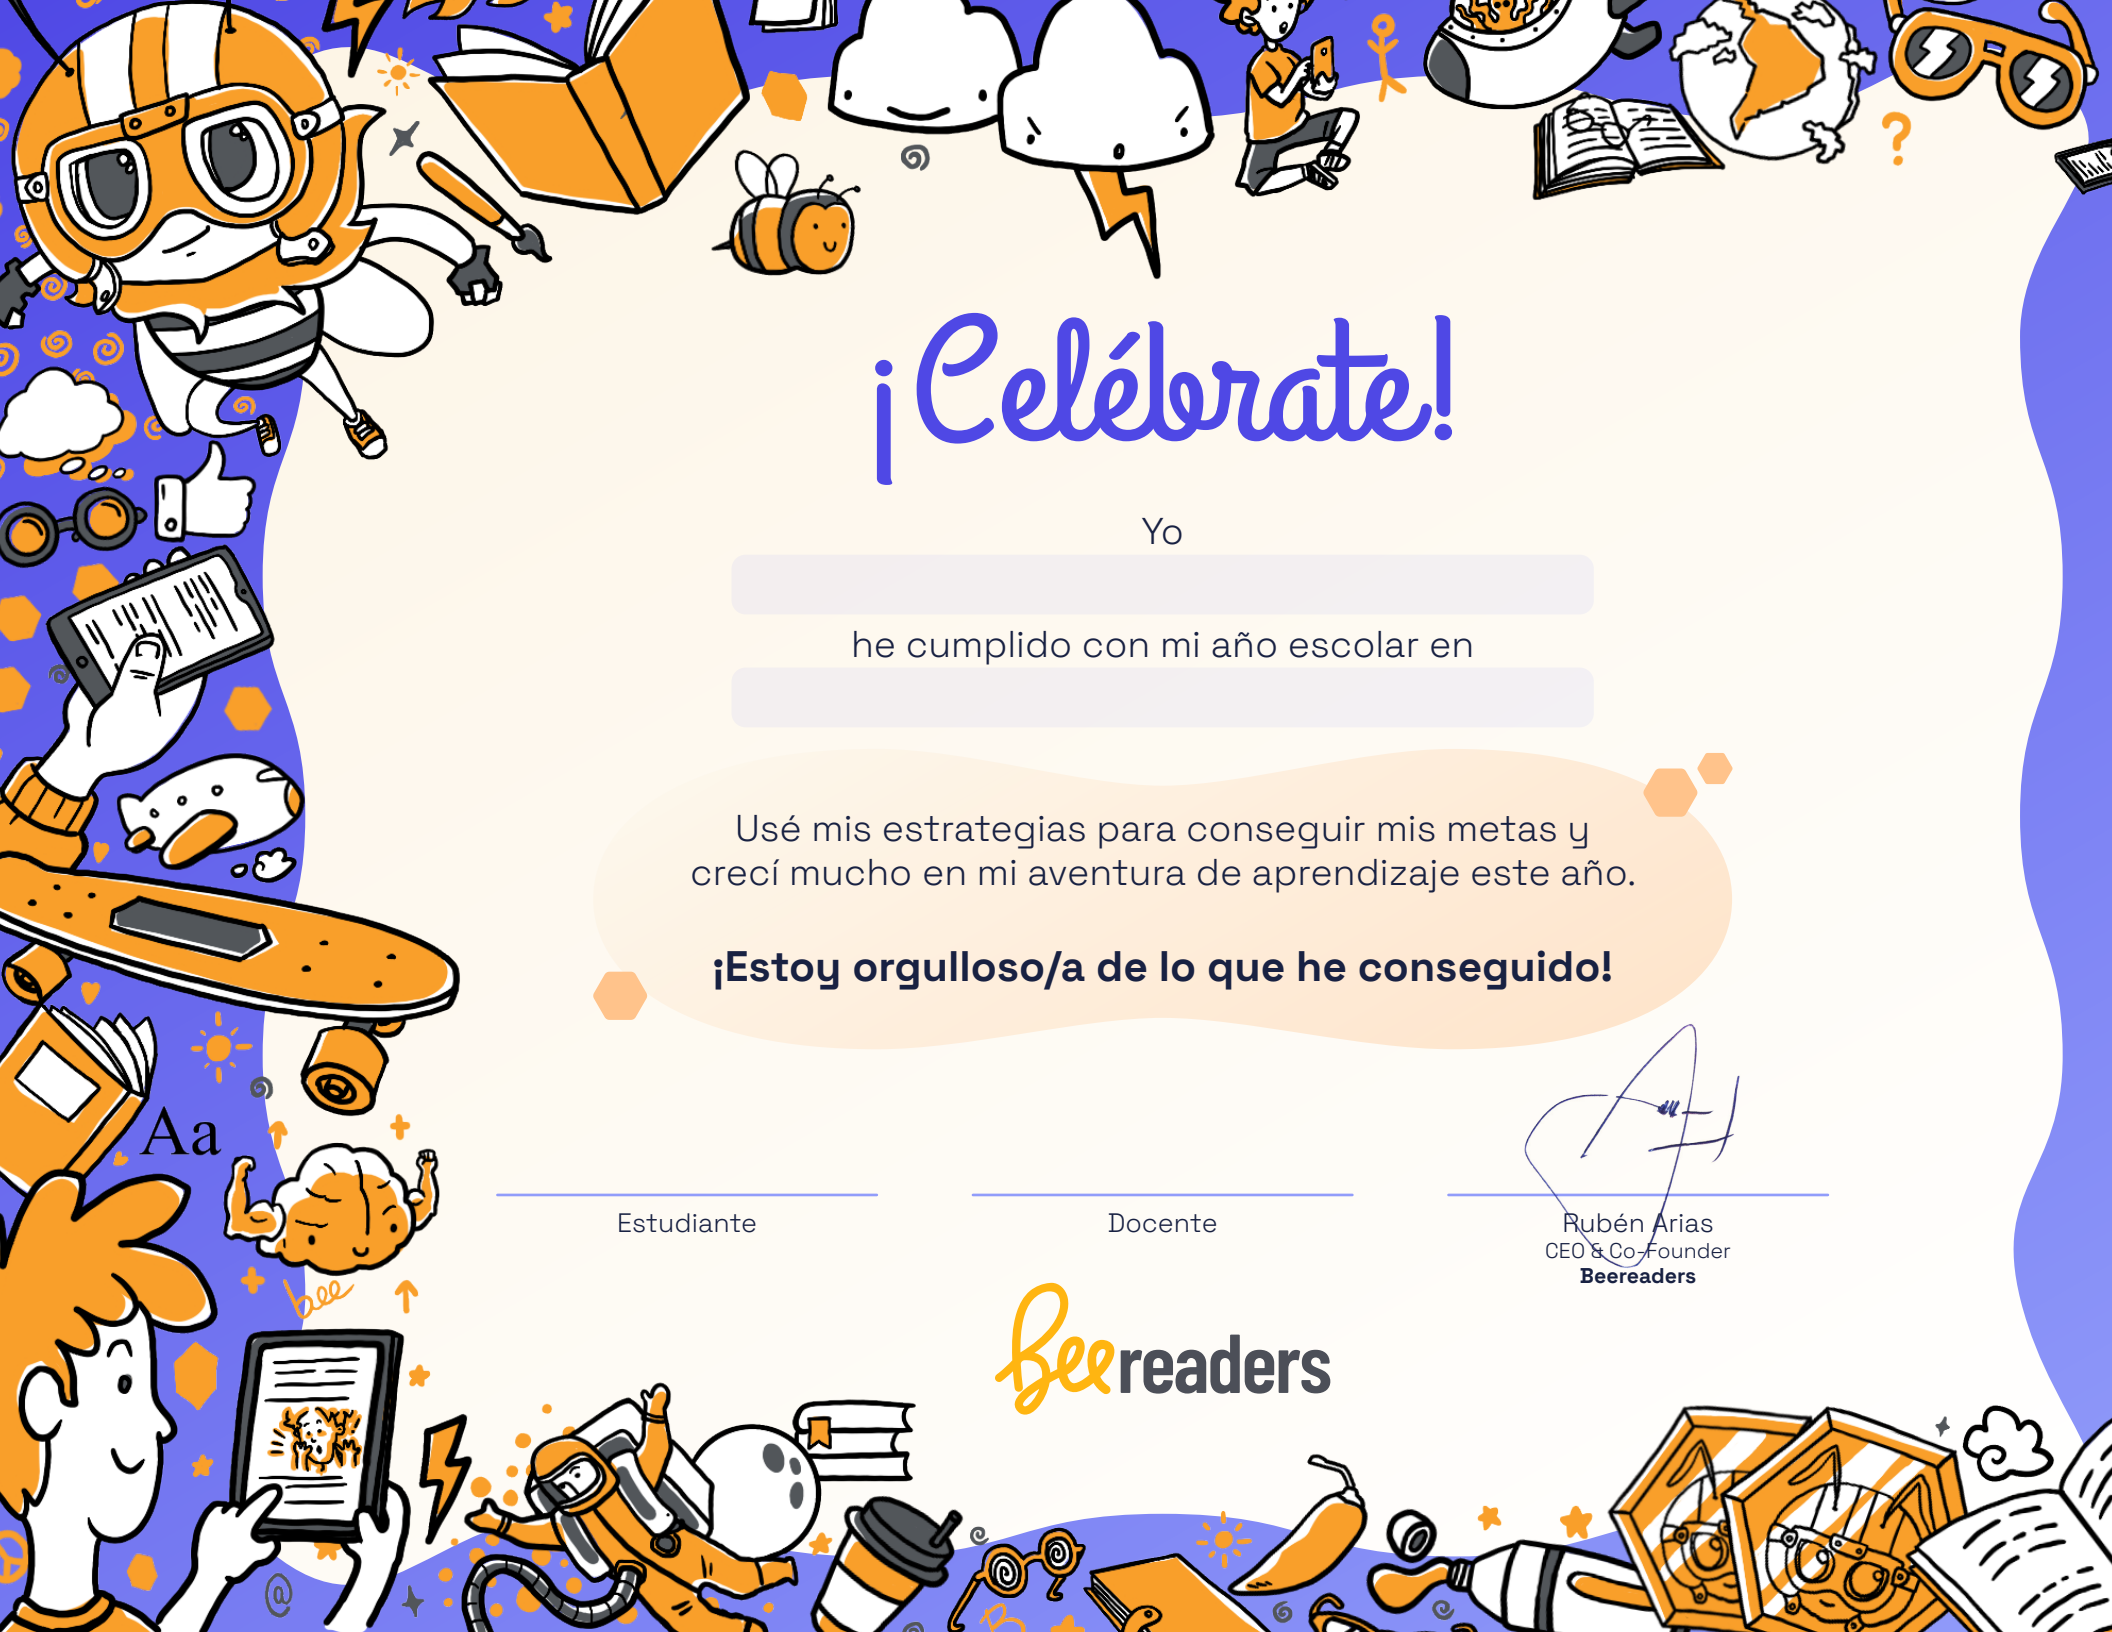 ¡Celébrate!
Yo
he cumplido con mi año escolar en
Usé mis estrategias para conseguir mis metas y
crecí mucho en mi aventura de aprendizaje este año.
¡Estoy orgulloso/a de lo que he conseguido!
Aa
Estudiante
Docente
Rubén Arias
CEO & Co-Founder
Beereaders
bee
Beereaders
@
B